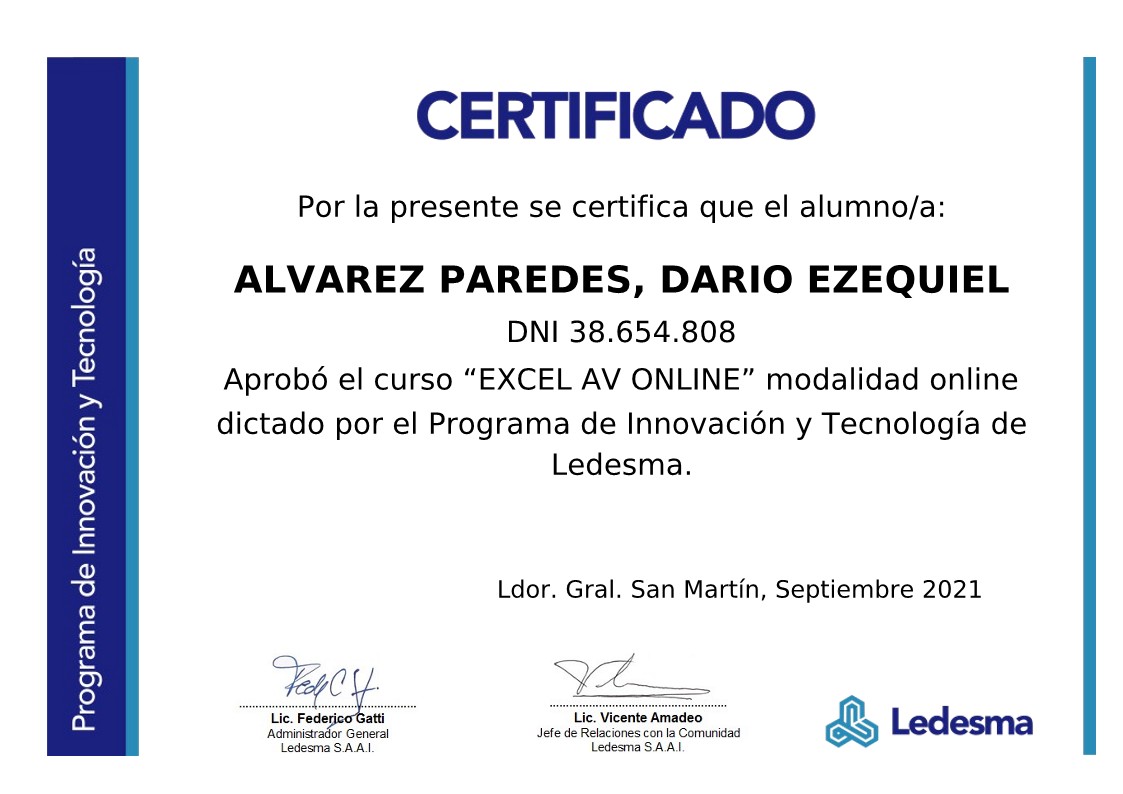 CERTIFICADO
Por la presente se certifica que el alumno/a:
ALVAREZ PAREDES, DARIO EZEQUIEL
DNI 38.654.808
Aprobó el curso “EXCEL AV ONLINE” modalidad online
dictado por el Programa de Innovación y Tecnología de
Ledesma.
Ldor. Gral. San Martín, Septiembre 2021
Lic. Federico Gatti
Administrador General
Ledesma S.A.A.I.
Lic. Vicente Amadeo
Jefe de Relaciones con la Comunidad
Ledesma S.A.A.I.
Ledesma
Programa de Innovación y Tecnología